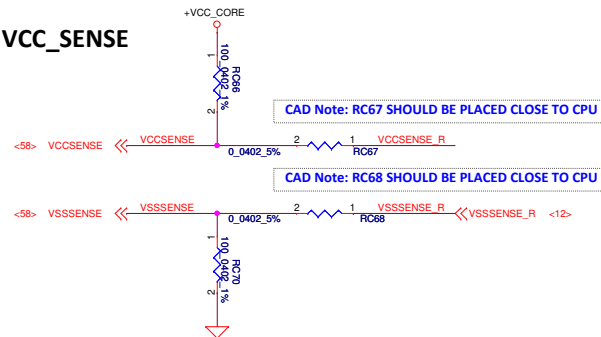 +VCC_CORE
VCC_SENSE
1
100_0402_1%
RC66
2
CAD Note: RC67 SHOULD BE PLACED CLOSE TO CPU
<58> VCCSENSE VCCSENSE 2 1 VCCSENSE_R
0_0402_5% RC67
CAD Note: RC68 SHOULD BE PLACED CLOSE TO CPU
<58> VSSSENSE VSSSENSE 2 1 VSSSENSE_R VSSSENSE_R <12>
0_0402_5% RC68
1
100_0402_1%
RC70
2